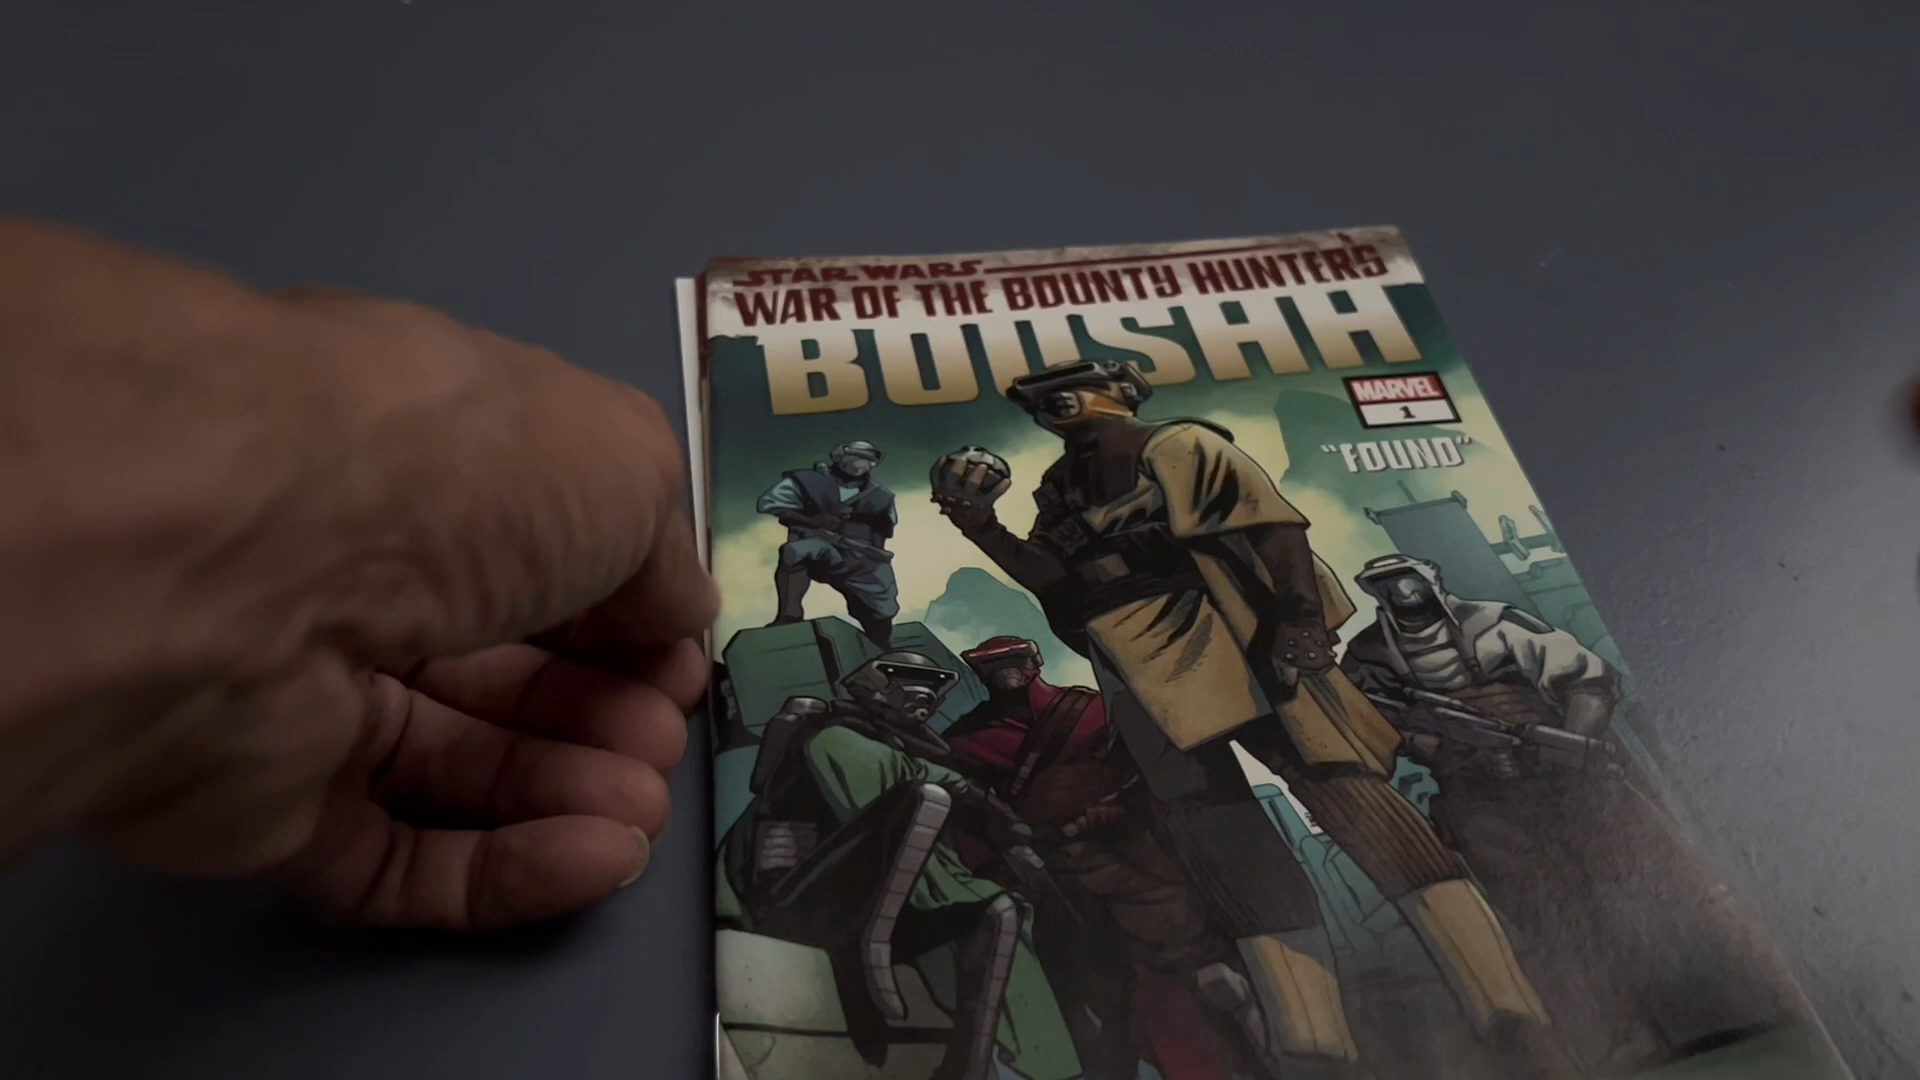 STAR WARS
WAR OF THE BOUNTY HUNTERS
BOUSHH
MARVEL
1
"FOUND"